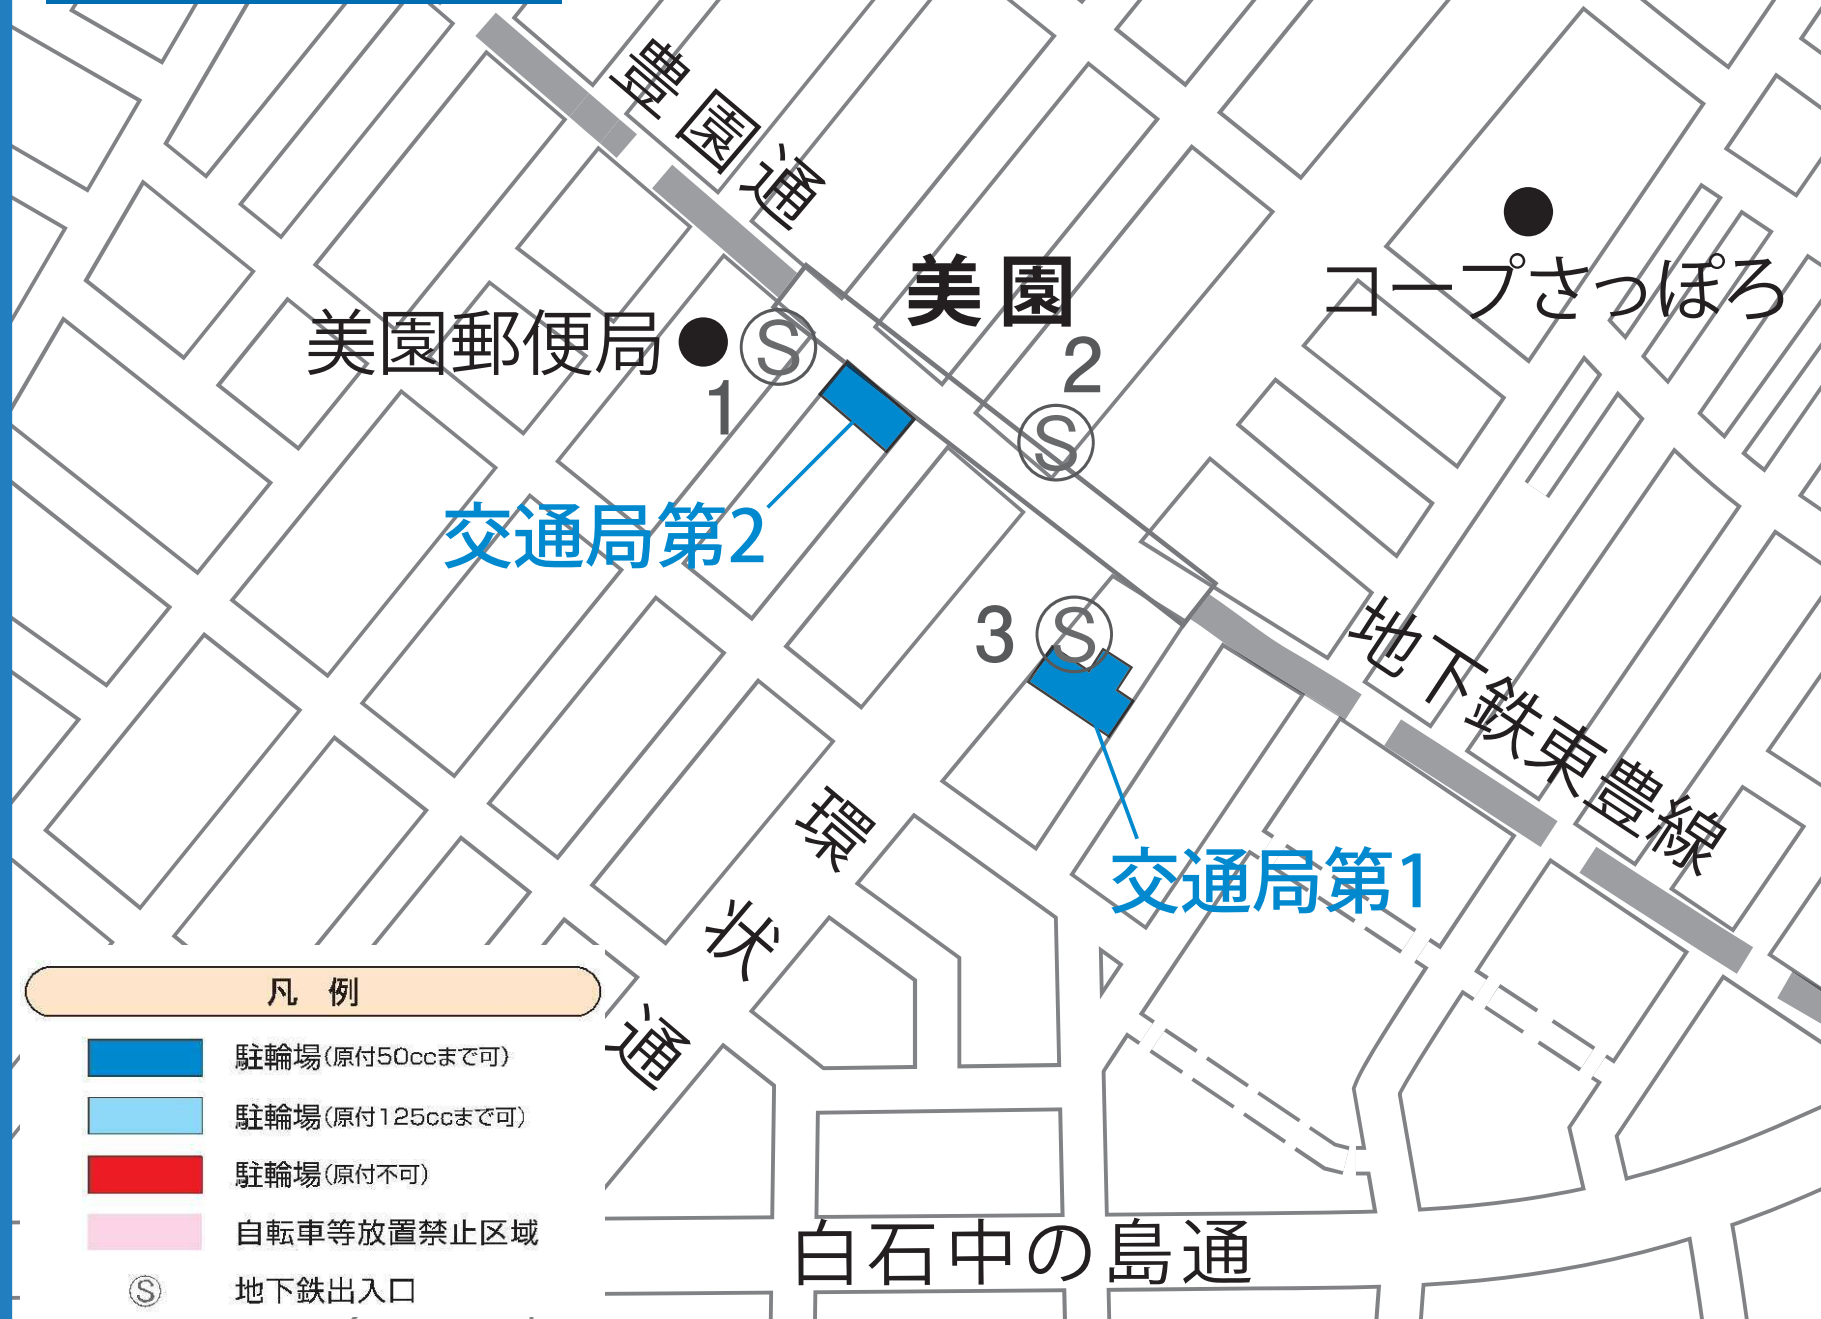 豊園通
美園
コープさっぽろ
美園郵便局
Ⓢ
1
2
Ⓢ
交通局第2
3
Ⓢ
地下鉄東豊線
交通局第1
環状通
白石中の島通
凡 例
駐輪場(原付50ccまで可)
駐輪場(原付125ccまで可)
駐輪場(原付不可)
自転車等放置禁止区域
Ⓢ 地下鉄出入口